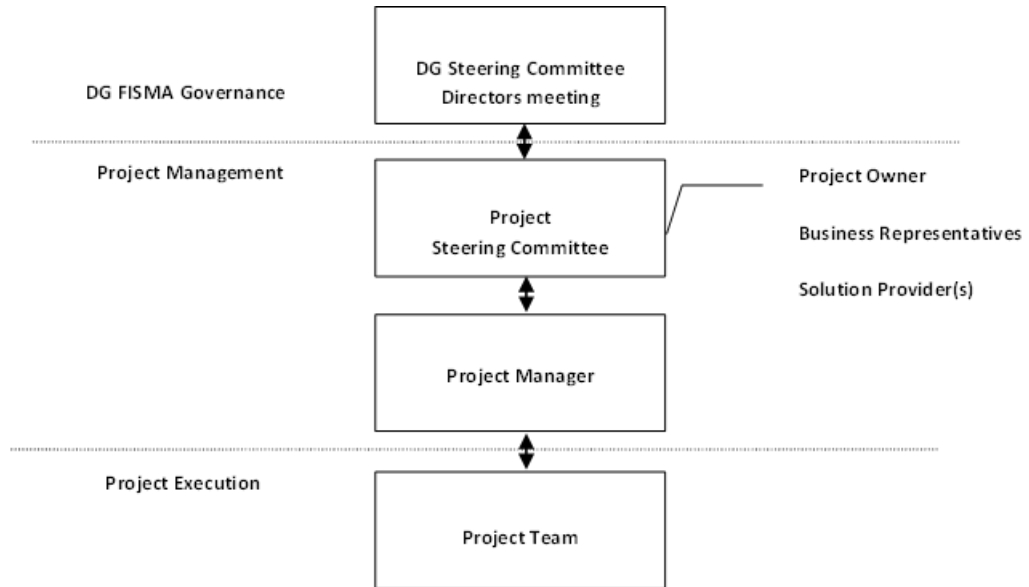 DG Steering Committee
Directors meeting
DG FISMA Governance
Project Management
Project Owner
Project
Steering Committee
Business Representatives
Solution Provider(s)
Project Manager
Project Execution
Project Team